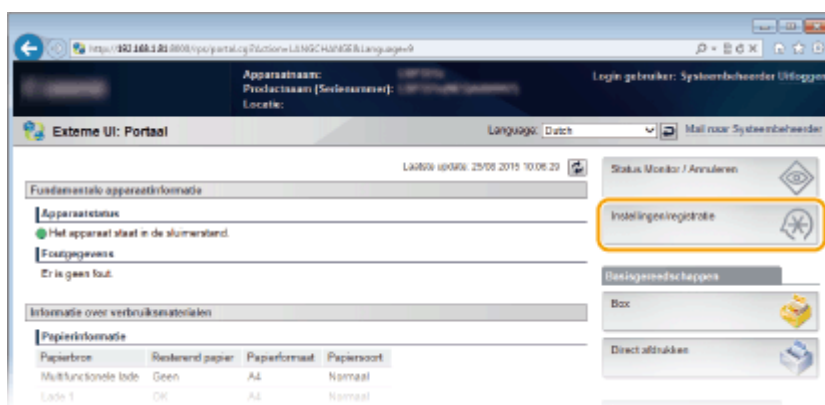 Apparaatnaam:
Productnaam (Serienummer):
Locatie:
Login gebruiker: Systeembeheerder Uitloggen
Externe UI: Portaal
Language: Dutch
Mail naar Systeembeheerder
Laatste update: 25/08 2015 10:06:29
Fundamentele apparaatinformatie
Apparaatstatus
Het apparaat staat in de sluimerstand.
Foutgegevens
Er is geen fout.
Informatie over verbruiksmaterialen
Papierinformatie
Papierbron Resterend papier Papierformaat Papiersoort
Multifunctionele lade Geen A4 Normaal
Lade 1 OK A4 Normaal
Status Monitor / Annuleren
Instellingen/registratie
Basisgereedschappen
Box
Direct afdrukken